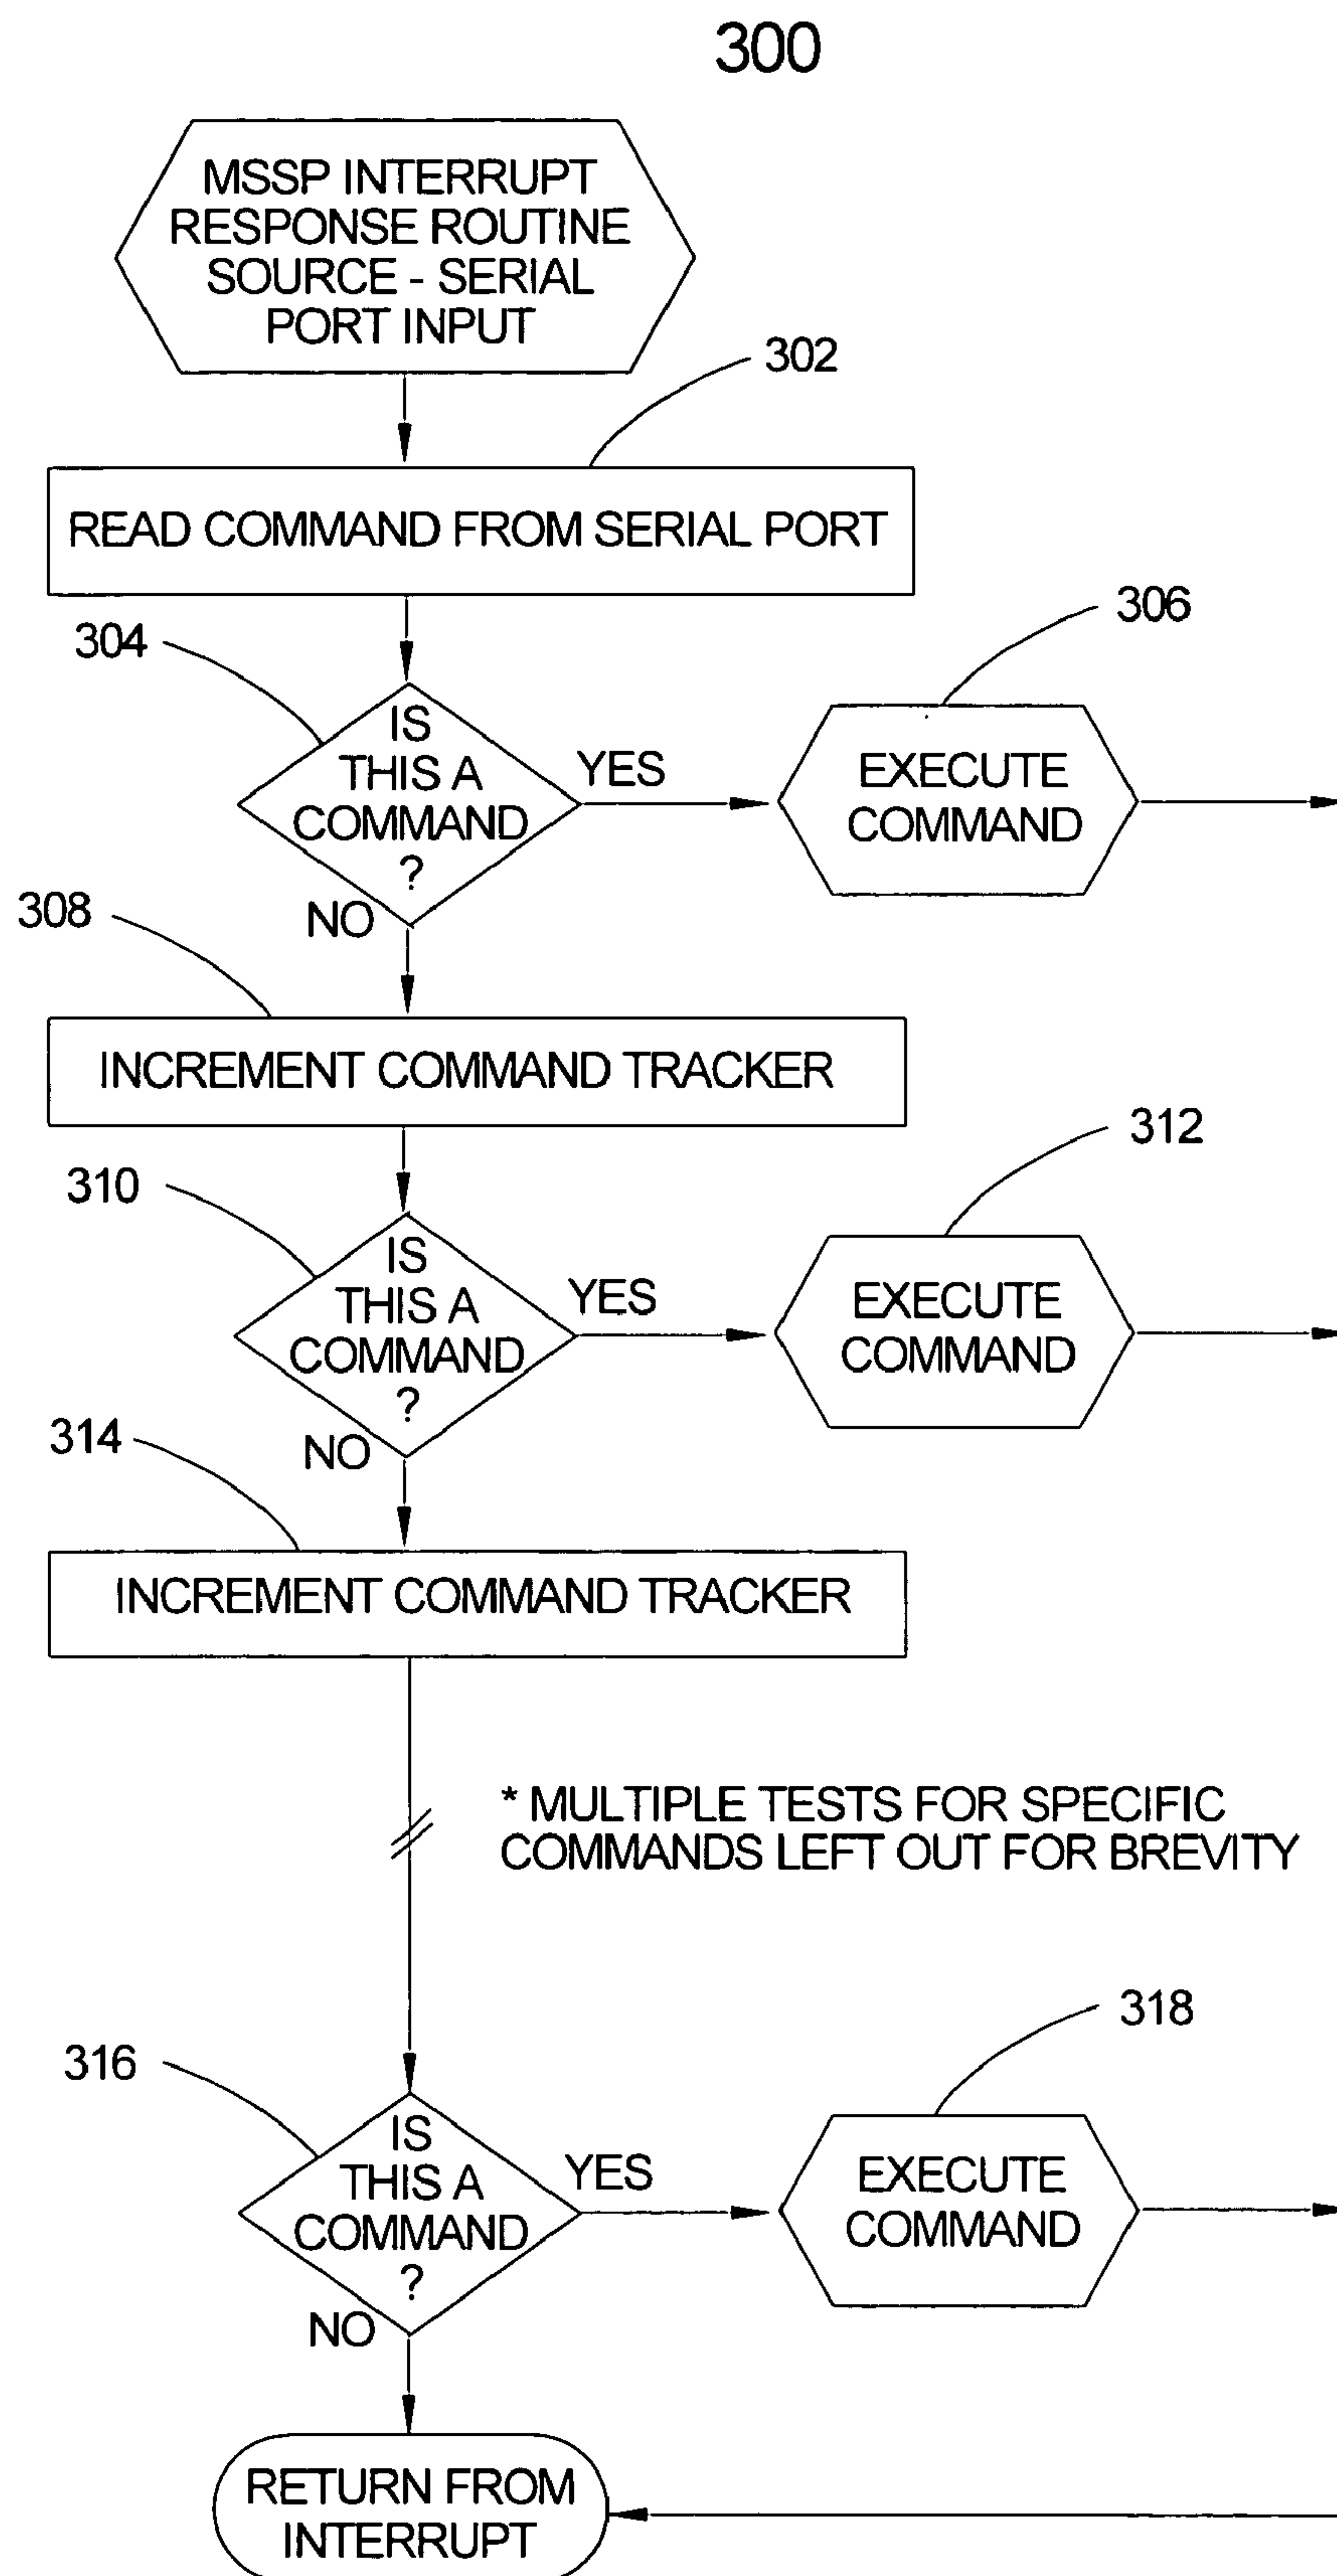 300
MSSP INTERRUPT
RESPONSE ROUTINE
SOURCE - SERIAL
PORT INPUT
302
READ COMMAND FROM SERIAL PORT
304
306
IS
THIS A
COMMAND
?
YES
EXECUTE
COMMAND
NO
308
INCREMENT COMMAND TRACKER
310
312
IS
THIS A
COMMAND
?
YES
EXECUTE
COMMAND
NO
314
INCREMENT COMMAND TRACKER
* MULTIPLE TESTS FOR SPECIFIC
COMMANDS LEFT OUT FOR BREVITY
316
318
IS
THIS A
COMMAND
?
YES
EXECUTE
COMMAND
NO
RETURN FROM
INTERRUPT